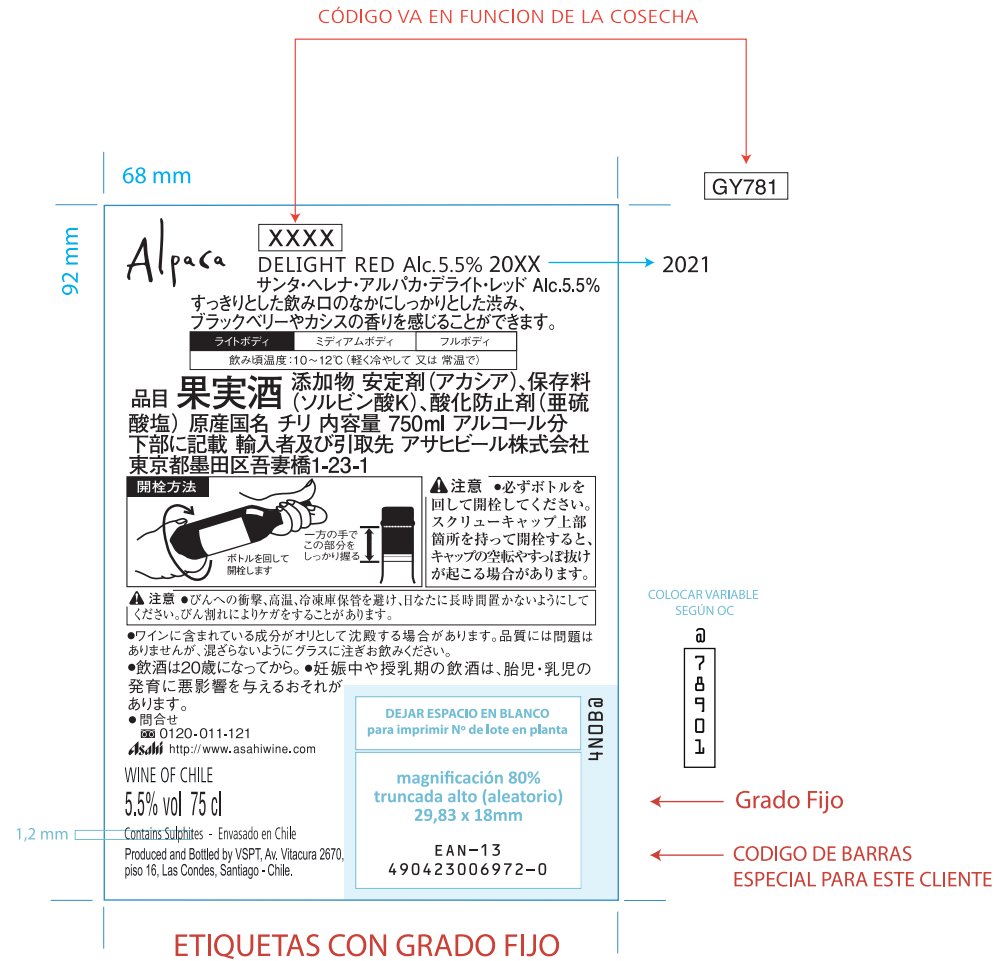 CÓDIGO VA EN FUNCION DE LA COSECHA
68 mm
GY781
92 mm
Alpaca
XXXX
DELIGHT RED Alc.5.5% 20XX
2021
サンタ・ヘレナ・アルパカ・デライト・レッド Alc.5.5%
すっきりとした飲み口のなかにしっかりとした渋み、
ブラックベリーやカシスの香りを感じることができます。
ライトボディ ミディアムボディ フルボディ
飲み頃温度:10~12℃(軽く冷やして 又は 常温で)
品目 果実酒 添加物 安定剤(アカシア)、保存料
(ソルビン酸K)、酸化防止剤(亜硫
酸塩) 原産国名 チリ 内容量 750ml アルコール分
下部に記載 輸入者及び引取先 アサヒビール株式会社
東京都墨田区吾妻橋1-23-1
開栓方法
ボトルを回して
開栓します
一方の手で
この部分を
しっかり握る
注意 ●必ずボトルを
回して開栓してください。
スクリューキャップ上部
箇所を持って開栓すると、
キャップの空転やすっぽ抜け
が起こる場合があります。
注意 ●びんへの衝撃、高温、冷凍庫保管を避け、日なたに長時間置かないようにして
ください。びん割れによりケガをすることがあります。
●ワインに含まれている成分がオリとして沈殿する場合があります。品質には問題は
ありませんが、混ざらないようにグラスに注ぎお飲みください。
●飲酒は20歳になってから。●妊娠中や授乳期の飲酒は、胎児・乳児の
発育に悪影響を与えるおそれが
あります。
●問合せ
0120-011-121
Asahi http://www.asahiwine.com
WINE OF CHILE
5.5% vol 75 cl
1,2 mm
Contains Sulphites - Envasado en Chile
Produced and Bottled by VSPT, Av. Vitacura 2670,
piso 16, Las Condes, Santiago - Chile.
DEJAR ESPACIO EN BLANCO
para imprimir Nº de lote en planta
4NOB@
magnificación 80%
truncada alto (aleatorio)
29,83 x 18mm
EAN-13
490423006972-0
COLOCAR VARIABLE
SEGÚN OC
@ 78901
Grado Fijo
CODIGO DE BARRAS
ESPECIAL PARA ESTE CLIENTE
ETIQUETAS CON GRADO FIJO